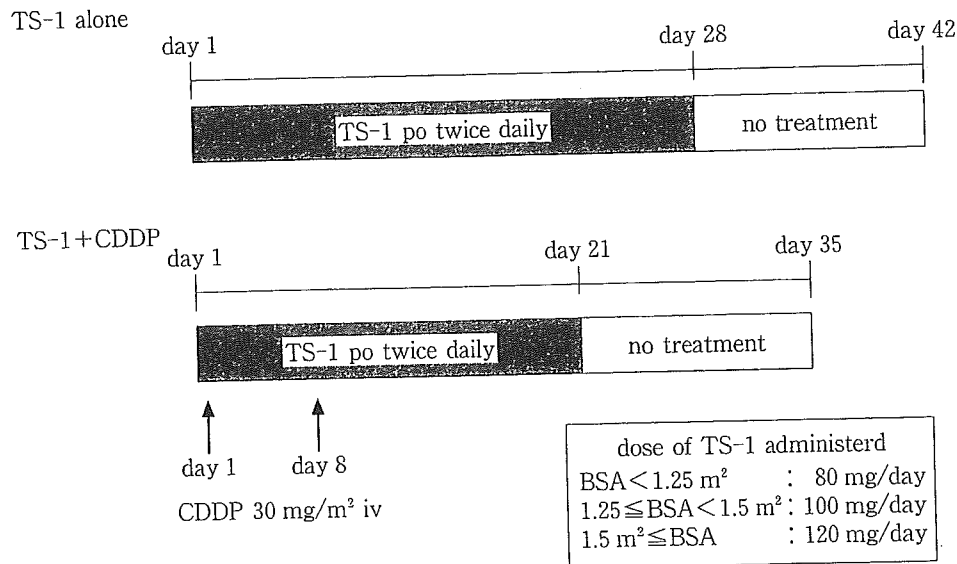 TS-1 alone
day 1
day 28
day 42
TS-1 po twice daily
no treatment
TS-1+CDDP
day 1
day 21
day 35
TS-1 po twice daily
no treatment
day 1
day 8
CDDP 30 mg/m² iv
dose of TS-1 administerd
BSA<1.25 m² : 80 mg/day
1.25≦BSA<1.5 m² : 100 mg/day
1.5 m²≦BSA : 120 mg/day